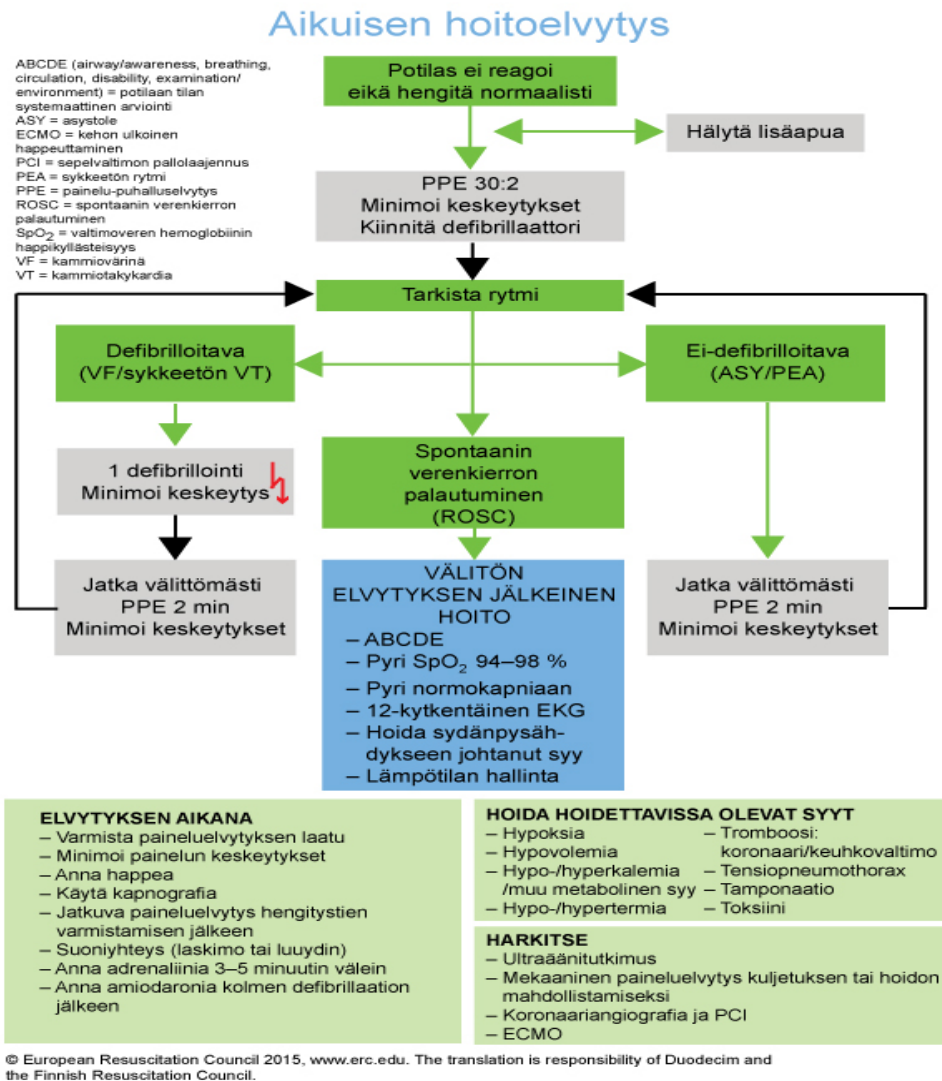 Aikuisen hoitoelvytys
ABCDE (airway/awareness, breathing,
circulation, disability, examination/
environment) = potilaan tilan
systemaattinen arviointi
ASY = asystole
ECMO = kehon ulkoinen
happeuttaminen
PCI = sepelvaltimon pallolaajennus
PEA = sykkeetön rytmi
PPE = painelu-puhalluselvytys
ROSC = spontaanin verenkierron
palautuminen
SpO2 = valtimoveren hemoglobiinin
happikyllästeisyys
VF = kammiovärinä
VT = kammiotakykardia
Potilas ei reagoi
eikä hengitä normaalisti
Hälytä lisäapua
PPE 30:2
Minimoi keskeytykset
Kiinnitä defibrillaattori
Tarkista rytmi
Defibrilloitava
(VF/sykkeetön VT)
Ei-defibrilloitava
(ASY/PEA)
1 defibrillointi
Minimoi keskeytys
Spontaanin
verenkierron
palautuminen
(ROSC)
Jatka välittömästi
PPE 2 min
Minimoi keskeytykset
VÄLITÖN
ELVYTYKSEN JÄLKEINEN
HOITO
– ABCDE
– Pyri SpO2 94–98 %
– Pyri normokapniaan
– 12-kytkentäinen EKG
– Hoida sydänpysäh-
dykseen johtanut syy
– Lämpötilan hallinta
Jatka välittömästi
PPE 2 min
Minimoi keskeytykset
ELVYTYKSEN AIKANA
– Varmista paineluelvytyksen laatu
– Minimoi painelun keskeytykset
– Anna happea
– Käytä kapnografia
– Jatkuva paineluelvytys hengitystien
varmistamisen jälkeen
– Suoniyhteys (laskimo tai luuydin)
– Anna adrenaliinia 3–5 minuutin välein
– Anna amiodaronia kolmen defibrillaation
jälkeen
HOIDA HOIDETTAVISSA OLEVAT SYYT
– Hypoksia
– Hypovolemia
– Hypo-/hyperkalemia
/muu metabolinen syy
– Hypo-/hypertermia
– Tromboosi:
koronaari/keuhkovaltimo
– Tensiopneumothorax
– Tamponaatio
– Toksiini
HARKITSE
– Ultraäänitutkimus
– Mekaaninen paineluelvytys kuljetuksen tai hoidon
mahdollistamiseksi
– Koronaariangiografia ja PCI
– ECMO
© European Resuscitation Council 2015, www.erc.edu. The translation is responsibility of Duodecim and
the Finnish Resuscitation Council.